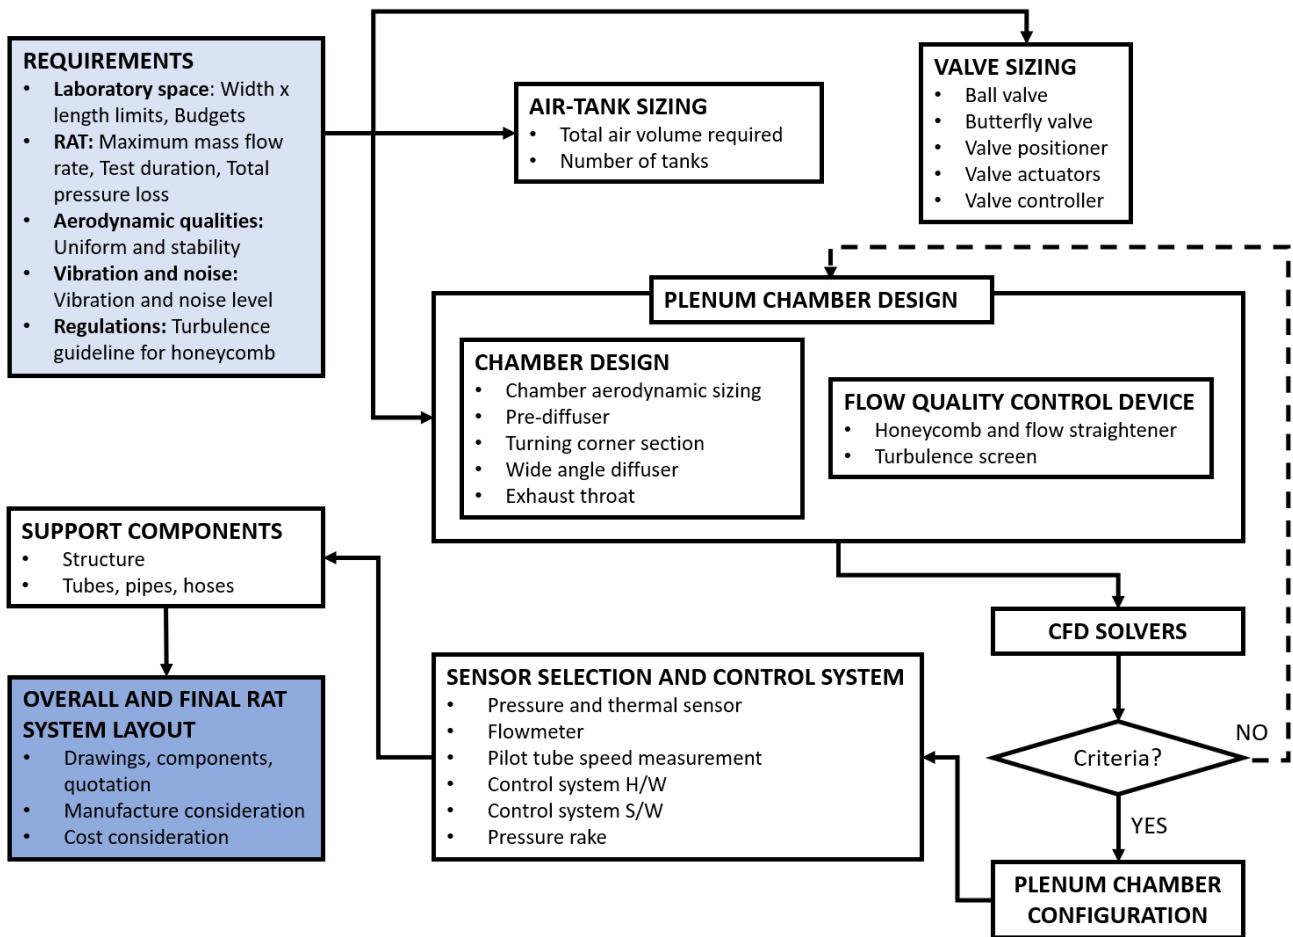 REQUIREMENTS
• Laboratory space: Width x
length limits, Budgets
• RAT: Maximum mass flow
rate, Test duration, Total
pressure loss
• Aerodynamic qualities:
Uniform and stability
• Vibration and noise:
Vibration and noise level
• Regulations: Turbulence
guideline for honeycomb
AIR-TANK SIZING
• Total air volume required
• Number of tanks
VALVE SIZING
• Ball valve
• Butterfly valve
• Valve positioner
• Valve actuators
• Valve controller
PLENUM CHAMBER DESIGN
CHAMBER DESIGN
• Chamber aerodynamic sizing
• Pre-diffuser
• Turning corner section
• Wide angle diffuser
• Exhaust throat
FLOW QUALITY CONTROL DEVICE
• Honeycomb and flow straightener
• Turbulence screen
CFD SOLVERS
Criteria?
NO
YES
PLENUM CHAMBER
CONFIGURATION
SENSOR SELECTION AND CONTROL SYSTEM
• Pressure and thermal sensor
• Flowmeter
• Pilot tube speed measurement
• Control system H/W
• Control system S/W
• Pressure rake
SUPPORT COMPONENTS
• Structure
• Tubes, pipes, hoses
OVERALL AND FINAL RAT
SYSTEM LAYOUT
• Drawings, components,
quotation
• Manufacture consideration
• Cost consideration